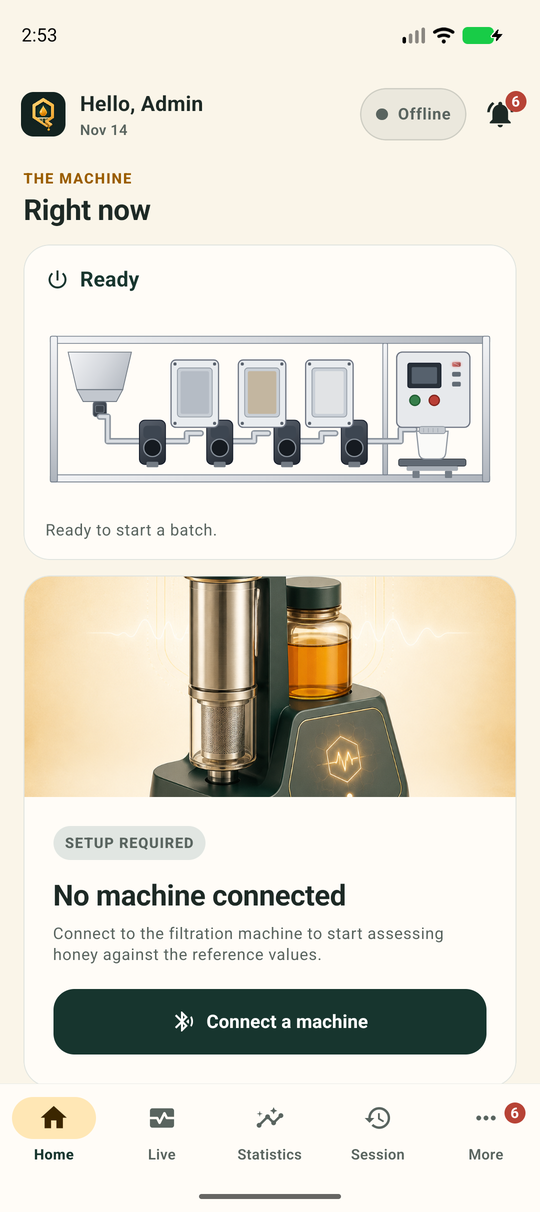 2:53
Hello, Admin
Nov 14
Offline
6
THE MACHINE
Right now
Ready
Ready to start a batch.
SETUP REQUIRED
No machine connected
Connect to the filtration machine to start assessing
honey against the reference values.
Connect a machine
6
Home
Live
Statistics
Session
More